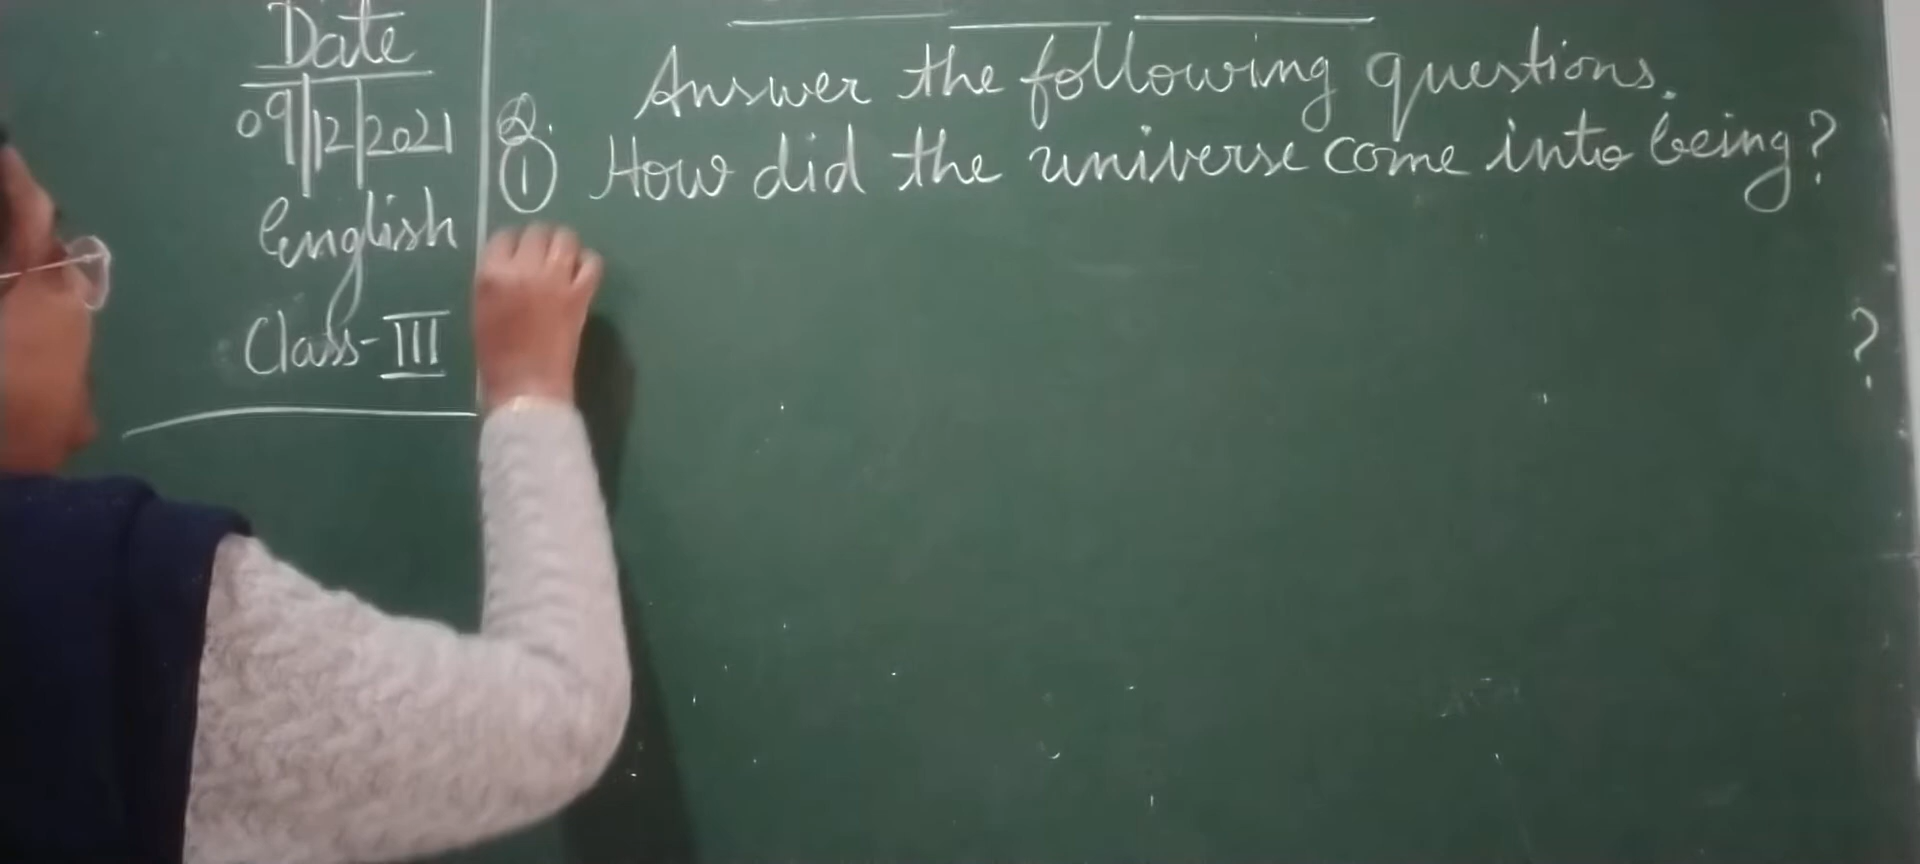 Date
09/12/2021
English
Class-III
Answer the following questions.
Q.
① How did the universe come into being?
?